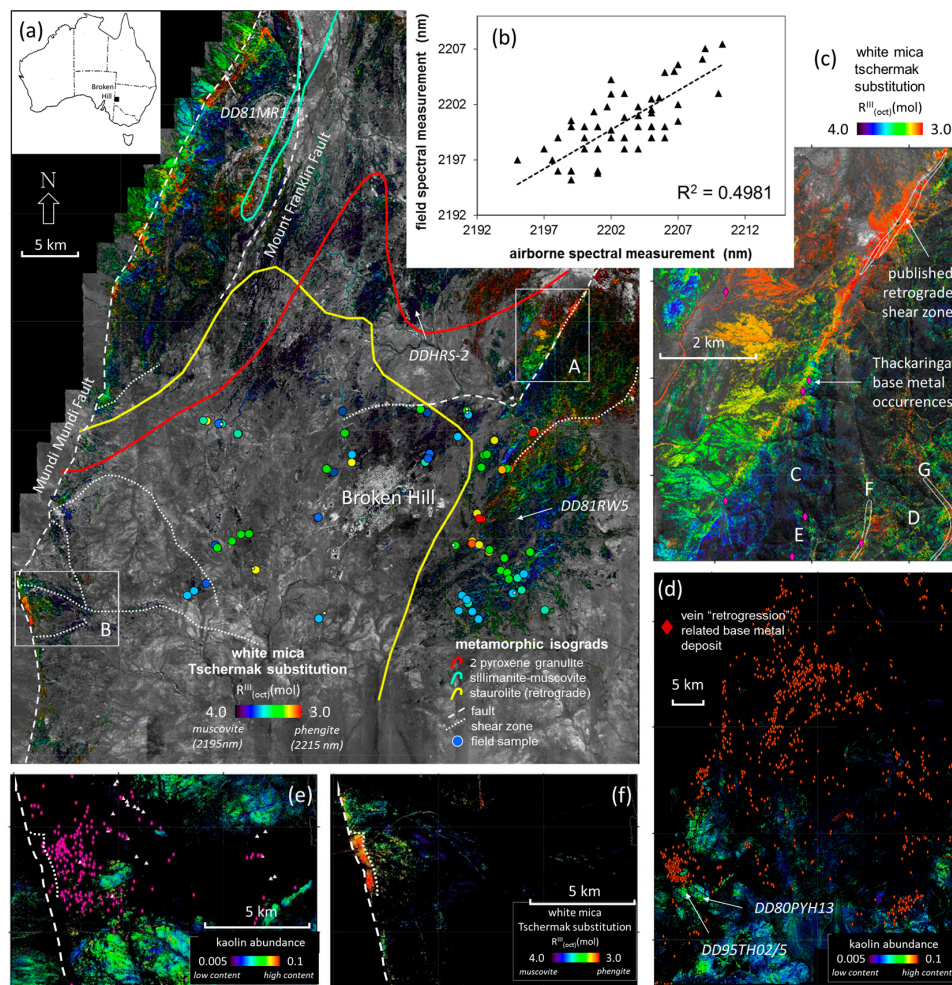 (a)
Broken
Hill
N
5 km
DD81MR1
Mount Franklin Fault
DDHRS-2
A
Mundi Mundi Fault
Broken Hill
DD81RW5
B
white mica
Tschermak substitution
R^III(oct)(mol)
4.0
3.0
muscovite
(2195nm)
phengite
(2215 nm)
metamorphic isograds
2 pyroxene granulite
sillimanite-muscovite
staurolite (retrograde)
fault
shear zone
field sample
(b)
field spectral measurement (nm)
2207
2202
2197
2192
2192
2197
2202
2207
2212
R² = 0.4981
airborne spectral measurement (nm)
(c)
white mica
tschermak
substitution
R^III(oct)(mol)
4.0
3.0
published
retrograde
shear zone
2 km
Thackaringa
base metal
occurrences
C
F
G
E
D
(d)
vein "retrogression"
related base metal
deposit
5 km
DD80PYH13
DD95TH02/5
kaolin abundance
0.005
0.1
low content
high content
(e)
5 km
kaolin abundance
0.005
0.1
low content
high content
(f)
5 km
white mica
Tschermak substitution
R^III(oct)(mol)
4.0
3.0
muscovite
phengite